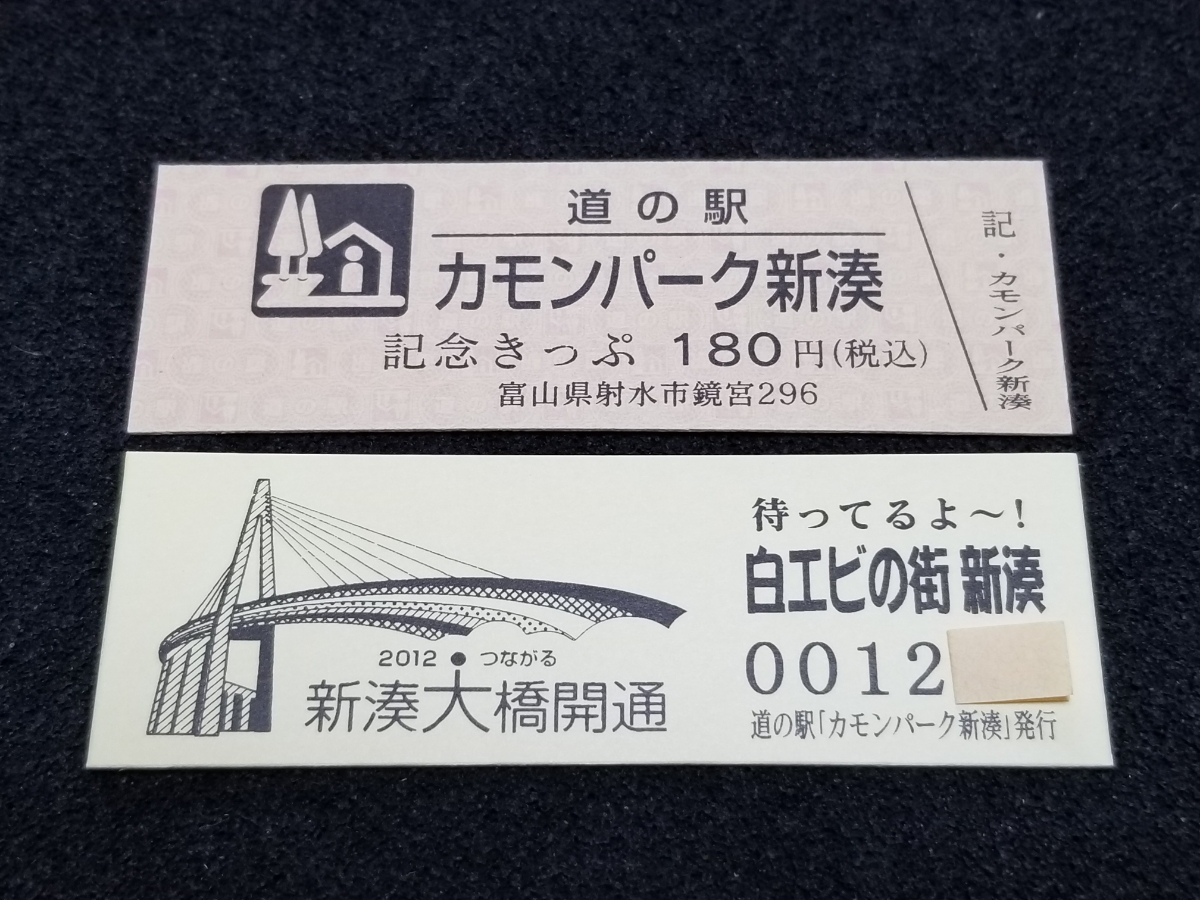 道の駅
カモンパーク新湊
記念きっぷ 180円(税込)
富山県射水市鏡宮296
記・カモンパーク新湊
2012●つながる
新湊大橋開通
待ってるよ～!
白エビの街 新湊
0012
道の駅「カモンパーク新湊」発行